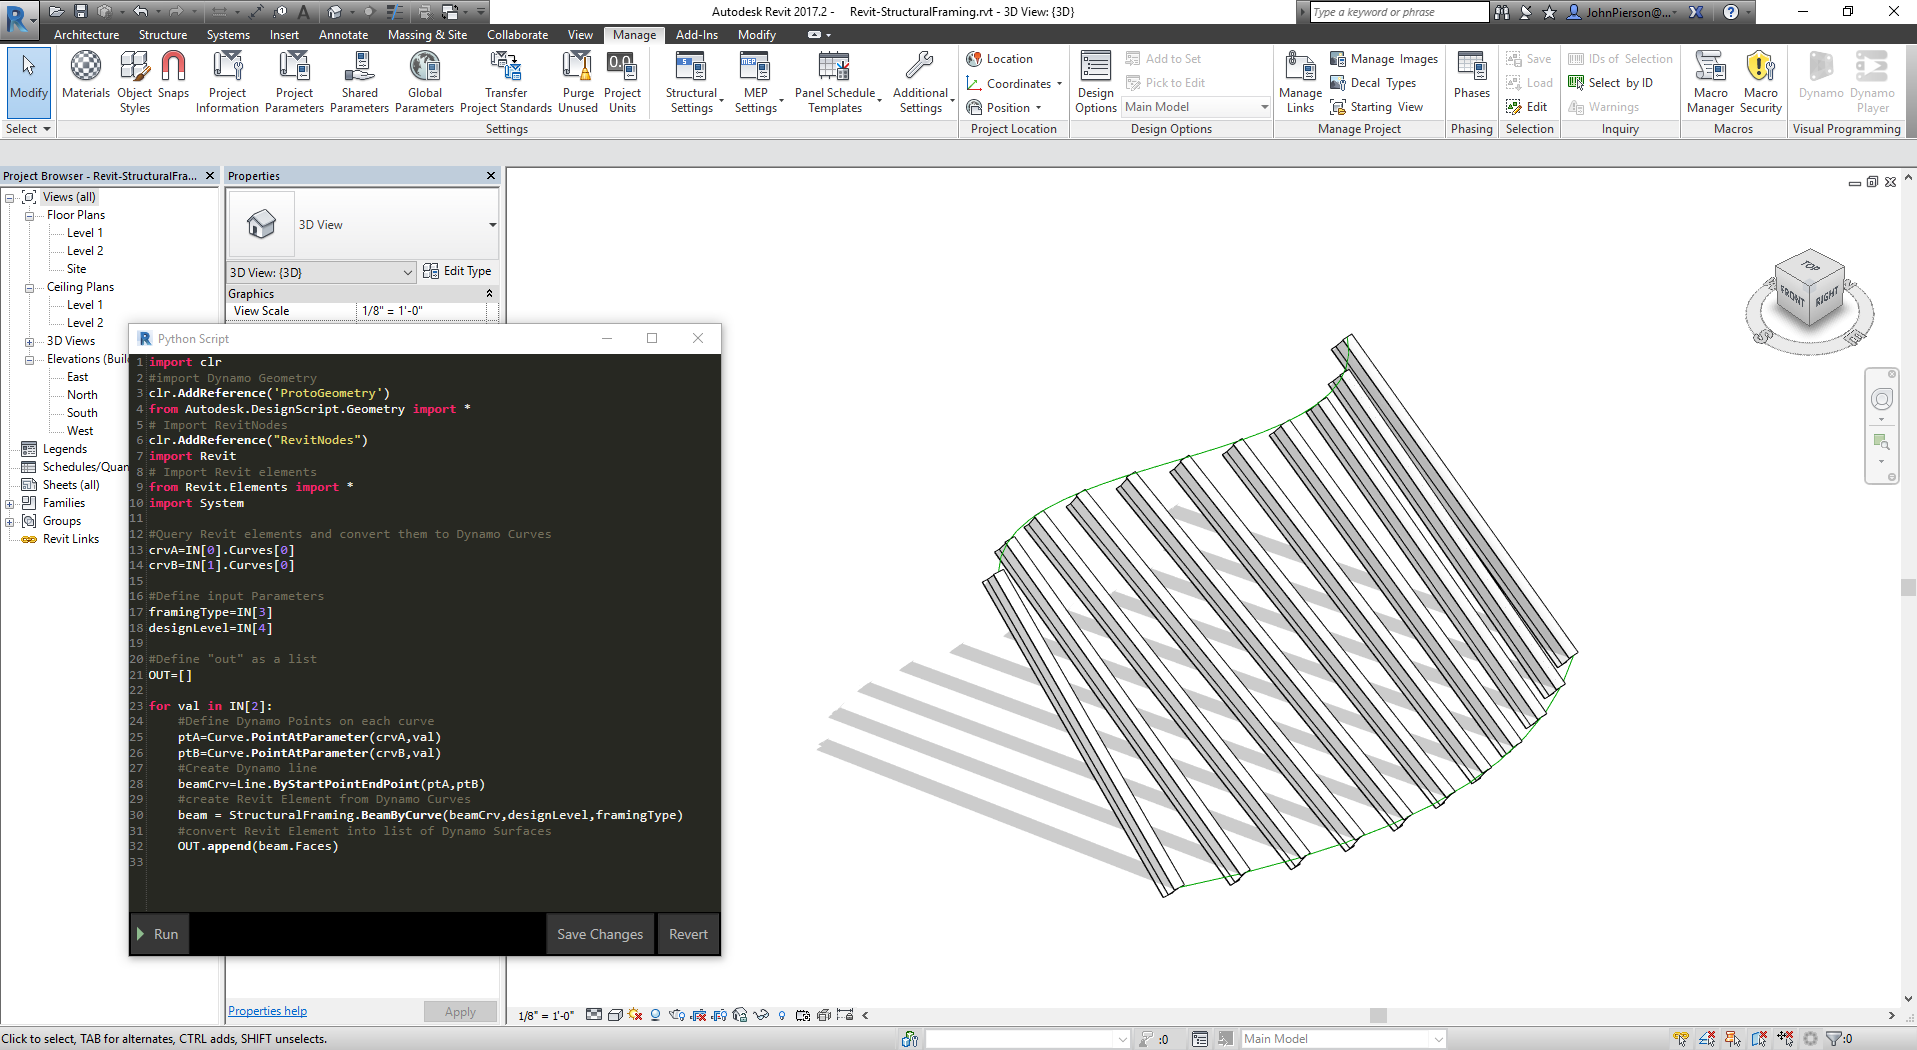 Autodesk Revit 2017.2 - Revit-StructuralFraming.rvt - 3D View: {3D}
Type a keyword or phrase
JohnPierson@...
Architecture Structure Systems Insert Annotate Massing & Site Collaborate View Manage Add-Ins Modify
Modify
Materials
Object Styles
Snaps
Project Information
Project Parameters
Shared Parameters
Global Parameters
Transfer Project Standards
Purge Unused
Project Units
Structural Settings
MEP Settings
Panel Schedule Templates
Additional Settings
Location
Coordinates
Position
Design Options
Add to Set
Pick to Edit
Main Model
Manage Links
Manage Images
Decal Types
Starting View
Phases
Save
Load
Edit
IDs of Selection
Select by ID
Warnings
Macro Manager
Macro Security
Dynamo
Dynamo Player
Select
Settings
Project Location
Design Options
Manage Project
Phasing
Selection
Inquiry
Macros
Visual Programming
Project Browser - Revit-StructuralFra...
Views (all)
Floor Plans
Level 1
Level 2
Site
Ceiling Plans
Level 1
Level 2
3D Views
Elevations (Buil
East
North
South
West
Legends
Schedules/Quan
Sheets (all)
Families
Groups
Revit Links
Properties
3D View
3D View: {3D}
Edit Type
Graphics
View Scale 1/8" = 1'-0"
Python Script
1 import clr
2 #import Dynamo Geometry
3 clr.AddReference('ProtoGeometry')
4 from Autodesk.DesignScript.Geometry import *
5 # Import RevitNodes
6 clr.AddReference("RevitNodes")
7 import Revit
8 # Import Revit elements
9 from Revit.Elements import *
10 import System
11
12 #Query Revit elements and convert them to Dynamo Curves
13 crvA=IN[0].Curves[0]
14 crvB=IN[1].Curves[0]
15
16 #Define input Parameters
17 framingType=IN[3]
18 designLevel=IN[4]
19
20 #Define "out" as a list
21 OUT=[]
22
23 for val in IN[2]:
24 #Define Dynamo Points on each curve
25 ptA=Curve.PointAtParameter(crvA,val)
26 ptB=Curve.PointAtParameter(crvB,val)
27 #Create Dynamo line
28 beamCrv=Line.ByStartPointEndPoint(ptA,ptB)
29 #create Revit Element from Dynamo Curves
30 beam = StructuralFraming.BeamByCurve(beamCrv,designLevel,framingType)
31 #convert Revit Element into list of Dynamo Surfaces
32 OUT.append(beam.Faces)
33
Run
Save Changes
Revert
Properties help
Apply
TOP
FRONT
RIGHT
S
E
1/8" = 1'-0"
Click to select, TAB for alternates, CTRL adds, SHIFT unselects.
:0
Main Model
:0